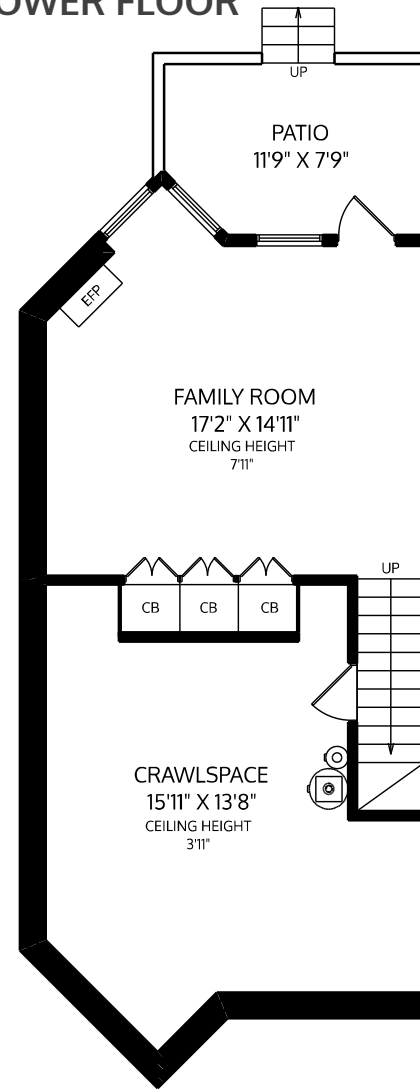 OWER FLOOR
UP
PATIO
11'9" X 7'9"
EFP
FAMILY ROOM
17'2" X 14'11"
CEILING HEIGHT
7'11"
UP
CB CB CB
CRAWLSPACE
15'11" X 13'8"
CEILING HEIGHT
3'11"